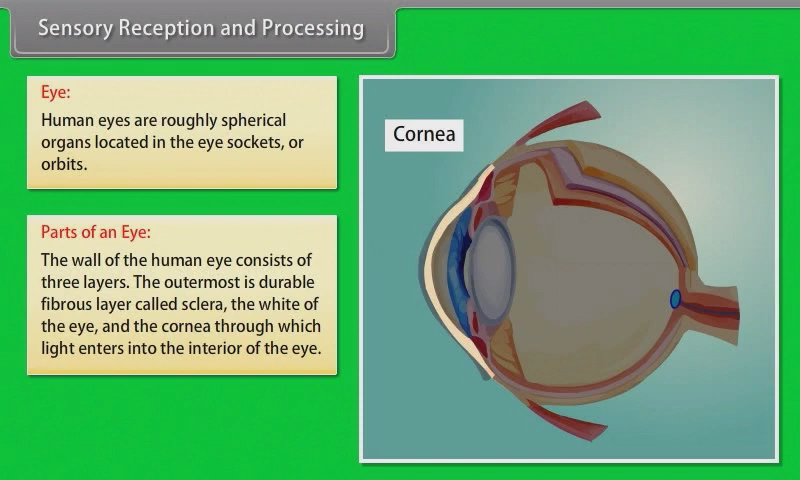 Sensory Reception and Processing
Eye:
Human eyes are roughly spherical
organs located in the eye sockets, or
orbits.
Parts of an Eye:
The wall of the human eye consists of
three layers. The outermost is durable
fibrous layer called sclera, the white of
the eye, and the cornea through which
light enters into the interior of the eye.
Cornea